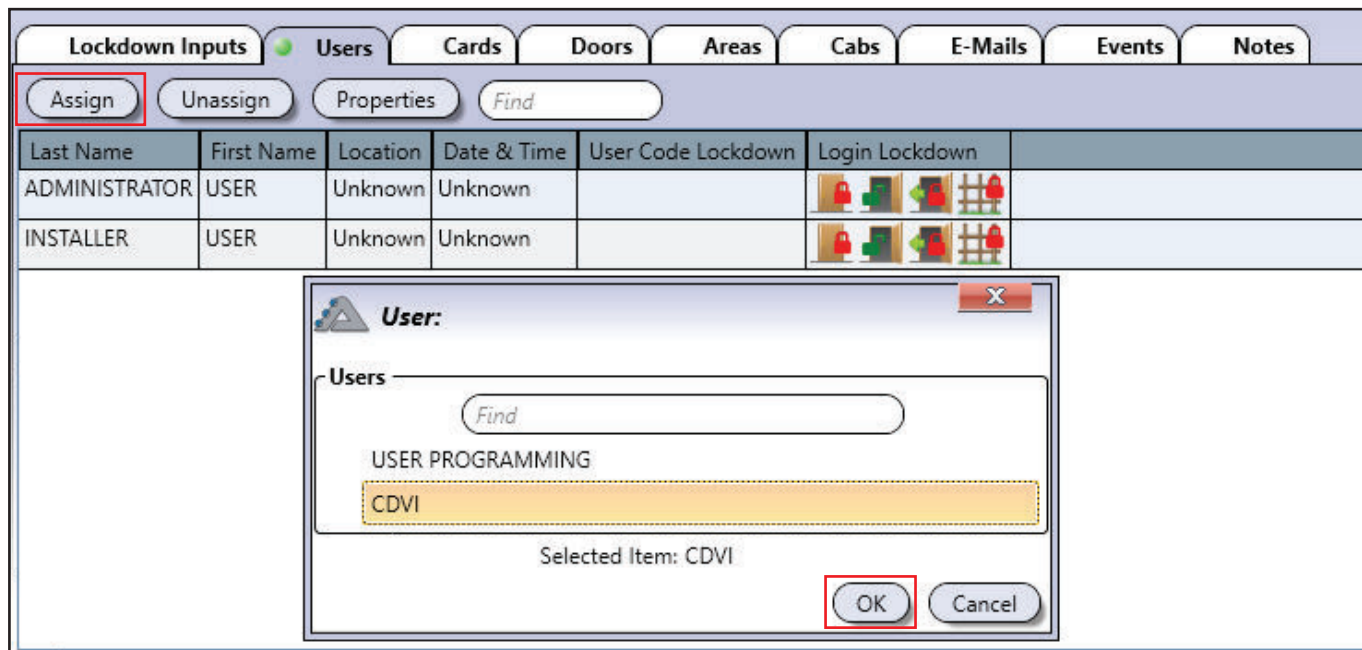 Lockdown Inputs Users Cards Doors Areas Cabs E-Mails Events Notes
Assign Unassign Properties Find
Last Name First Name Location Date & Time User Code Lockdown Login Lockdown
ADMINISTRATOR USER Unknown Unknown
INSTALLER USER Unknown Unknown
User:
Users
Find
USER PROGRAMMING
CDVI
Selected Item: CDVI
OK Cancel